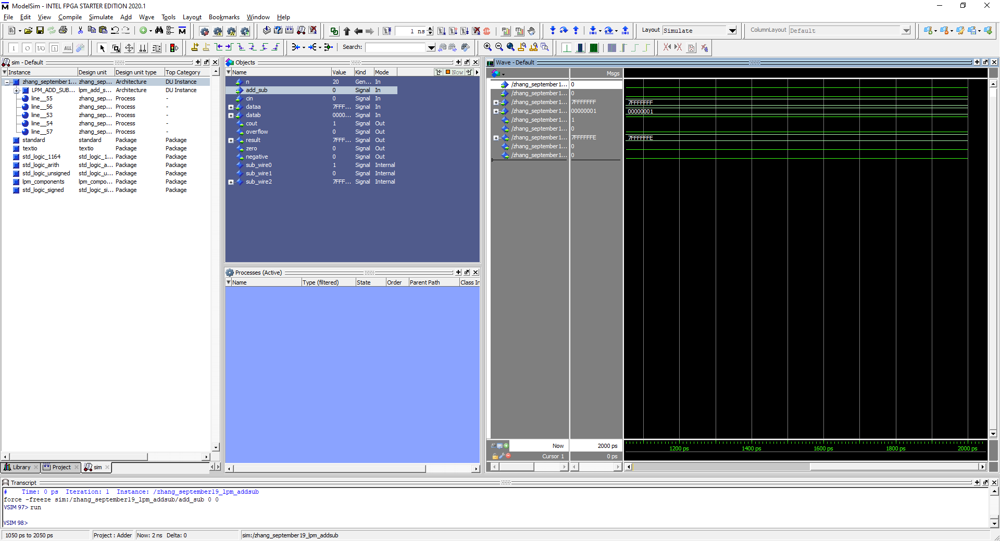 ModelSim - INTEL FPGA STARTER EDITION 2020.1
File Edit View Compile Simulate Add Wave Tools Layout Bookmarks Window Help
1 ns
Layout Simulate
ColumnLayout Default
Search:
sim - Default
Instance Design unit Design unit type Top Category
zhang_september1... zhang_sep... Architecture DU Instance
LPM_ADD_SUB... lpm_add_s... Architecture DU Instance
line__55 zhang_sep... Process -
line__56 zhang_sep... Process -
line__53 zhang_sep... Process -
line__54 zhang_sep... Process -
line__57 zhang_sep... Process -
standard standard Package Package
textio textio Package Package
std_logic_1164 std_logic_1... Package Package
std_logic_arith std_logic_a... Package Package
std_logic_unsigned std_logic_u... Package Package
lpm_components lpm_compo... Package Package
std_logic_signed std_logic_si... Package Package
Library Project sim
Objects
Name Value Kind Mode Now
n 20 Gen... In
add_sub 0 Signal In
cin 0 Signal In
dataa 7FFF... Signal In
datab 0000... Signal In
cout 1 Signal Out
overflow 0 Signal Out
result 7FFF... Signal Out
zero 0 Signal Out
negative 0 Signal Out
sub_wire0 1 Signal Internal
sub_wire1 0 Signal Internal
sub_wire2 7FFF... Signal Internal
Processes (Active)
Name Type (filtered) State Order Parent Path Class In
Wave - Default
Msgs
/zhang_september1... 0
/zhang_september1... 0
/zhang_september1... 7FFFFFFF 7FFFFFFF
/zhang_september1... 00000001 00000001
/zhang_september1... 1
/zhang_september1... 0
/zhang_september1... 7FFFFFFE 7FFFFFFE
/zhang_september1... 0
/zhang_september1... 0
Now 2000 ps
Cursor 1 0 ps
1200 ps 1400 ps 1600 ps 1800 ps 2000 ps
Transcript
# Time: 0 ps Iteration: 1 Instance: /zhang_september19_lpm_addsub
force -freeze sim:/zhang_september19_lpm_addsub/add_sub 0 0
VSIM 97> run
VSIM 98>
1050 ps to 2050 ps Project : Adder Now: 2 ns Delta: 0 sim:/zhang_september19_lpm_addsub